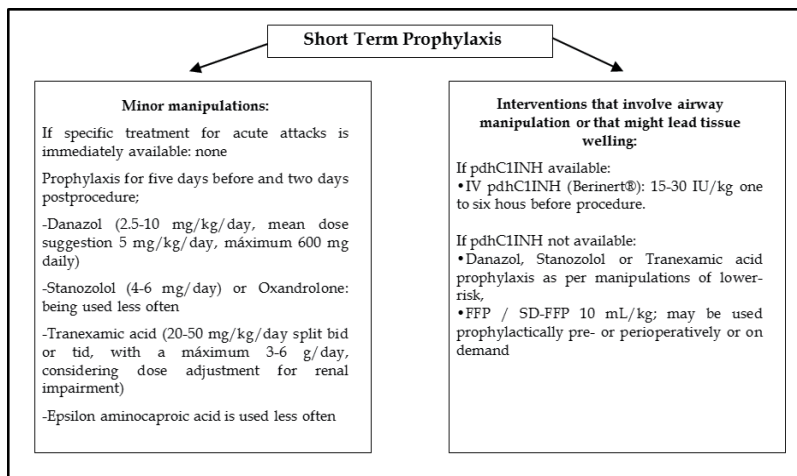 Short Term Prophylaxis
Minor manipulations:
If specific treatment for acute attacks is
immediately available: none
Prophylaxis for five days before and two days
postprocedure;
-Danazol (2.5-10 mg/kg/day, mean dose
suggestion 5 mg/kg/day, máximum 600 mg
daily)
-Stanozolol (4-6 mg/day) or Oxandrolone:
being used less often
-Tranexamic acid (20-50 mg/kg/day split bid
or tid, with a máximum 3-6 g/day,
considering dose adjustment for renal
impairment)
-Epsilon aminocaproic acid is used less often
Interventions that involve airway
manipulation or that might lead tissue
welling:
If pdhC1INH available:
•IV pdhC1INH (Berinert®): 15-30 IU/kg one
to six hous before procedure.
If pdhC1INH not available:
•Danazol, Stanozolol or Tranexamic acid
prophylaxis as per manipulations of lower-
risk,
•FFP / SD-FFP 10 mL/kg; may be used
prophylactically pre- or perioperatively or on
demand